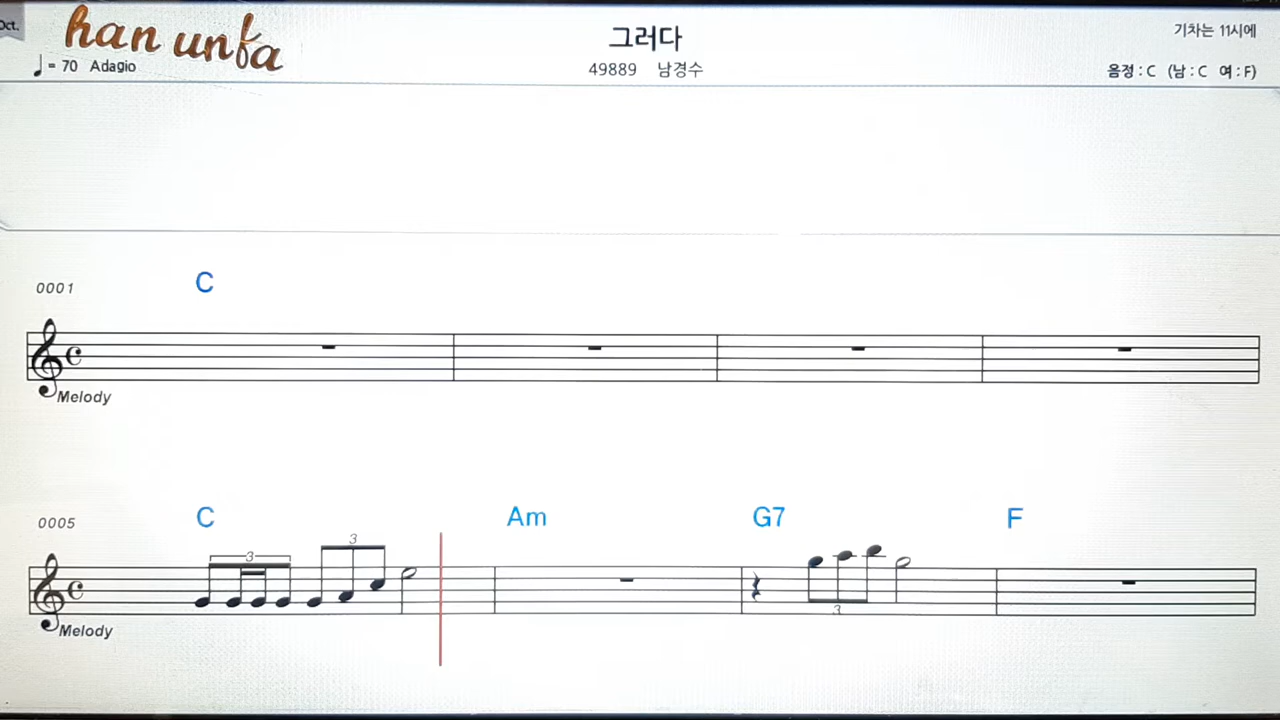 Oct.
han unfa
♩ = 70 Adagio
그러다
49889 남경수
기차는 11시에
음정 : C (남 : C 여 : F)
0001
C
Melody
0005
C
Am
G7
F
3
3
3
Melody